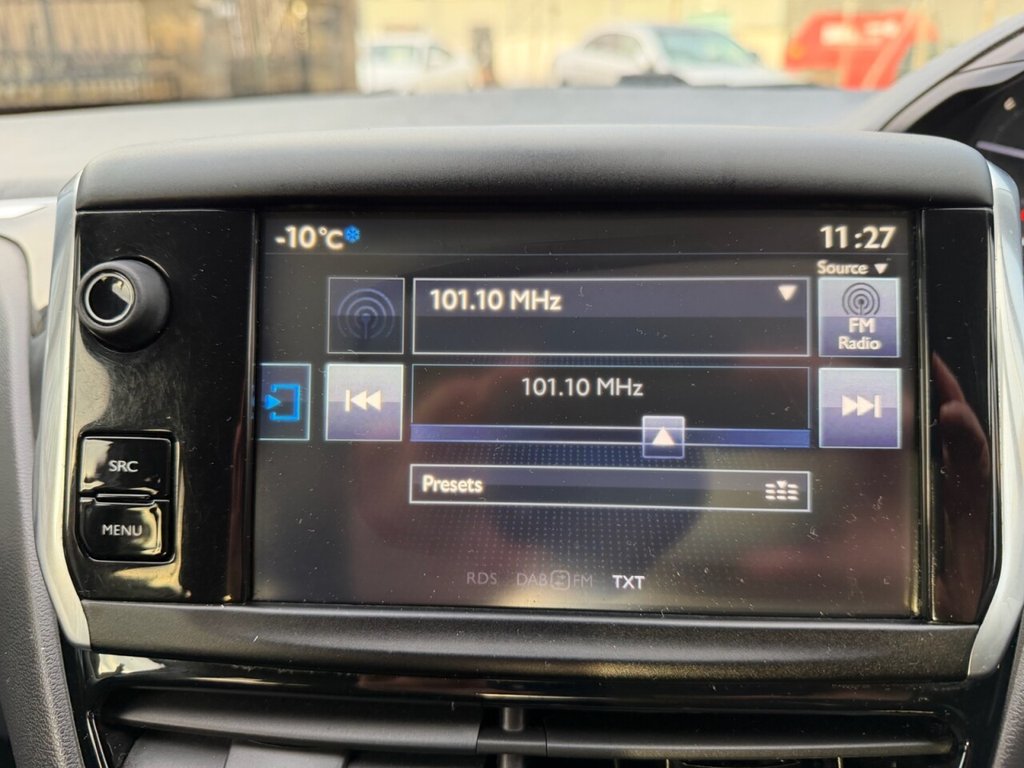 -10°C
11:27
Source
101.10 MHz
FM
Radio
101.10 MHz
SRC
Presets
MENU
RDS DAB FM TXT